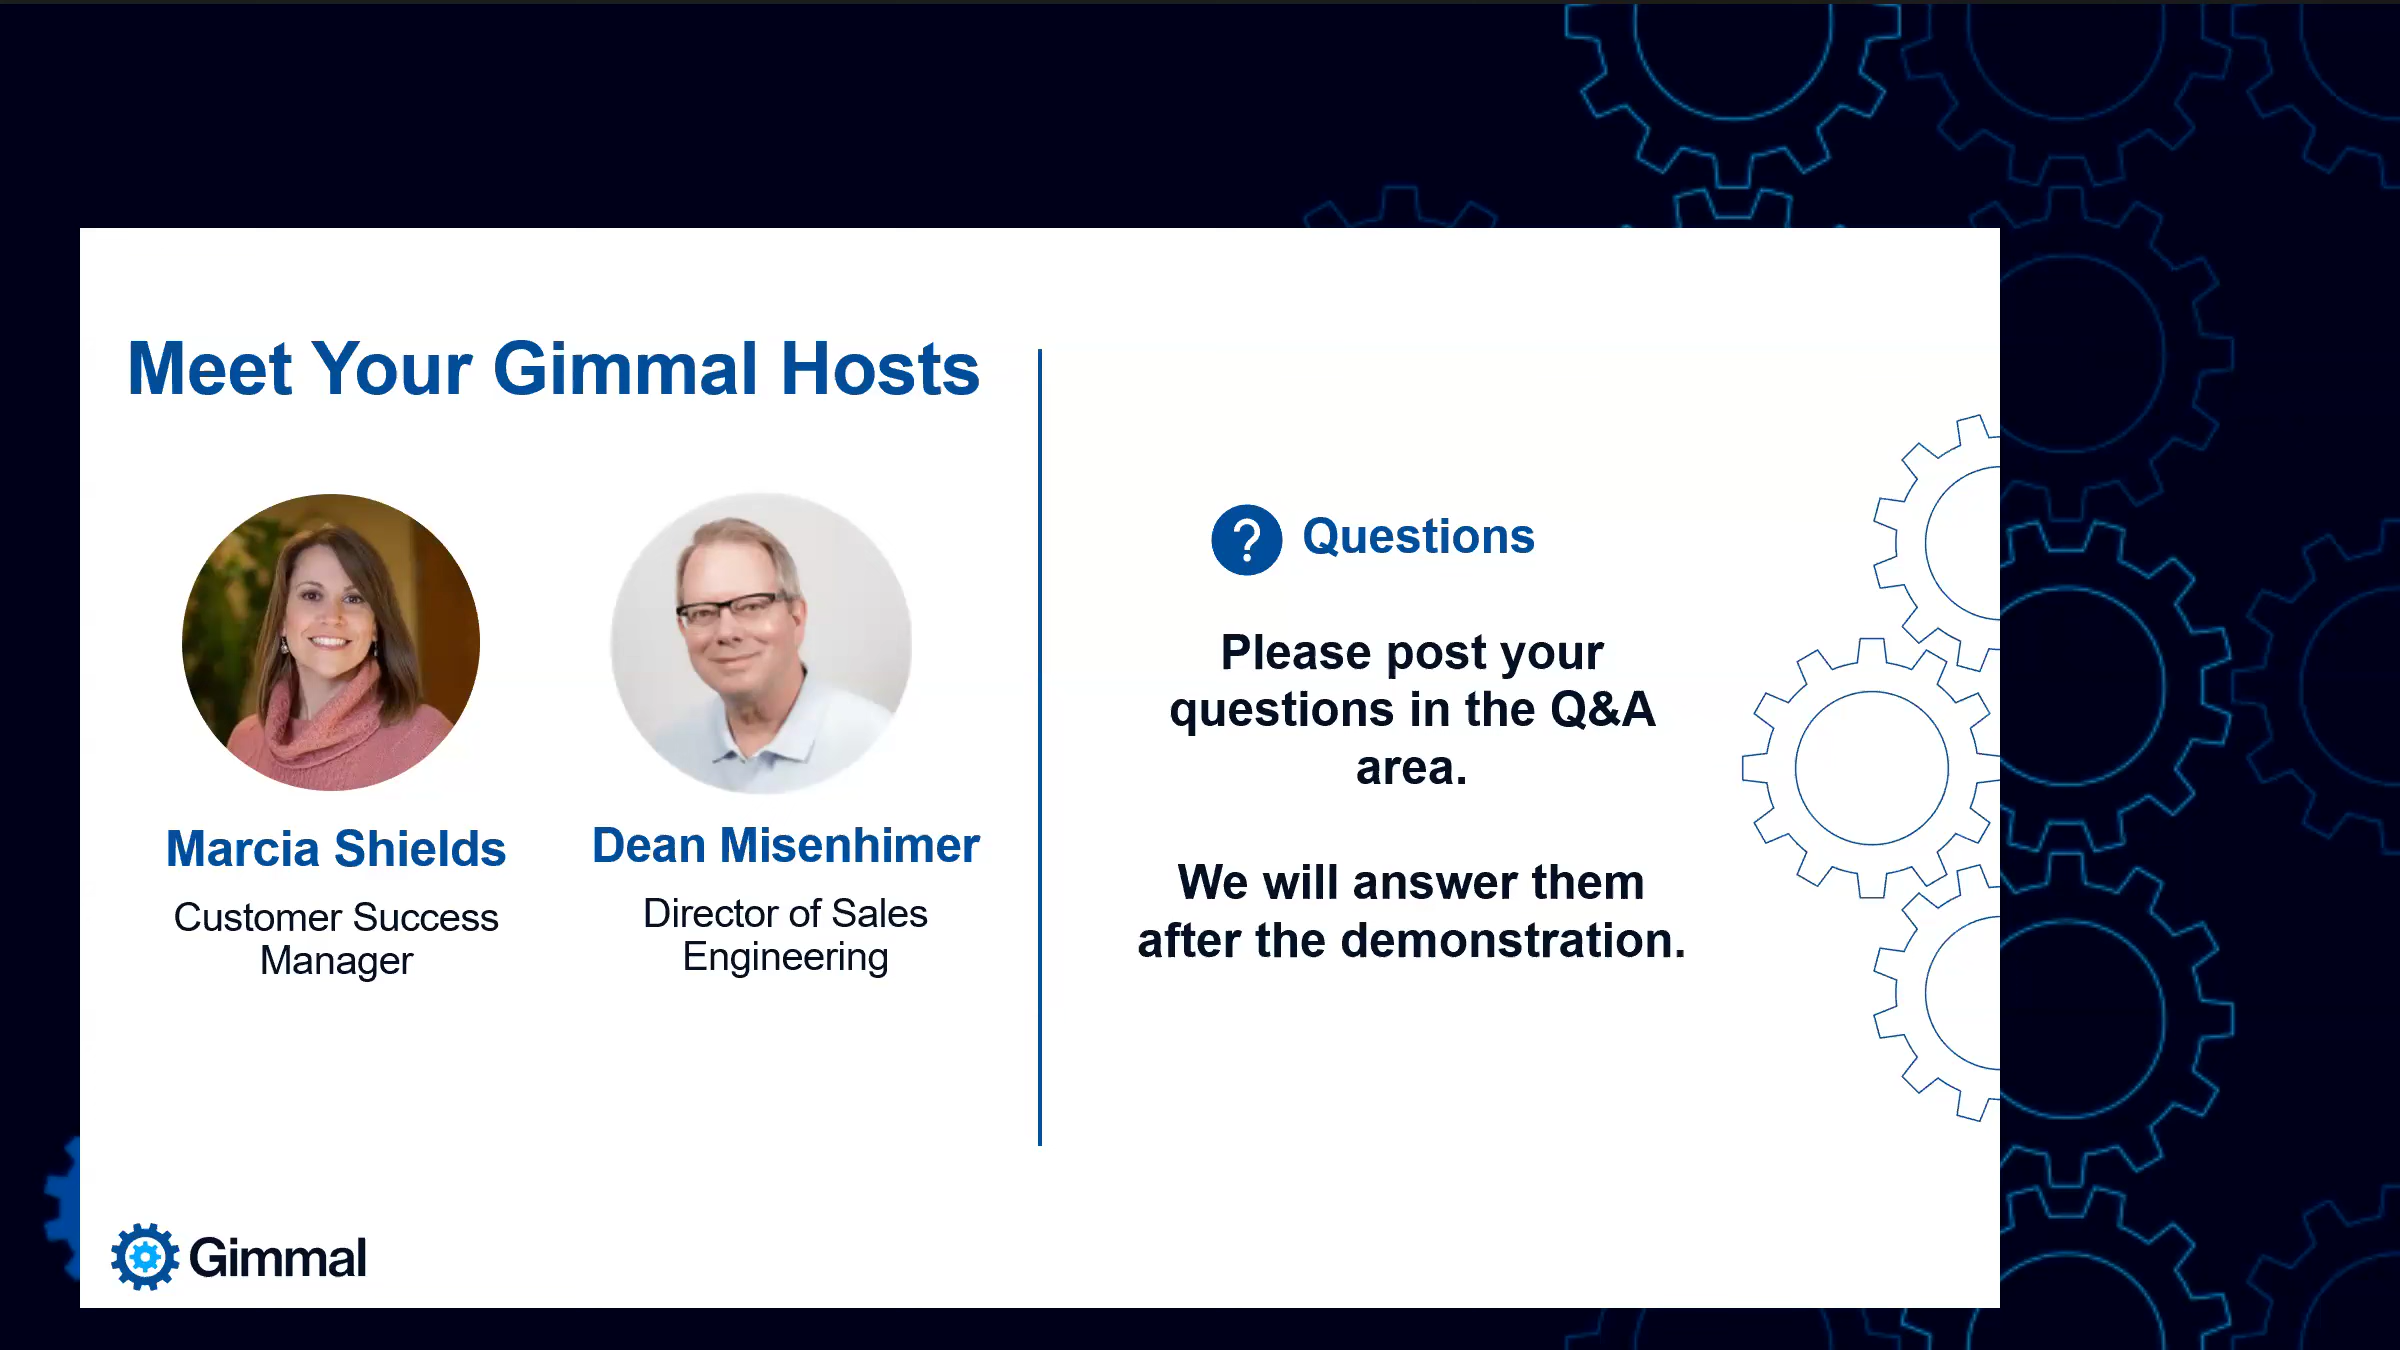 Meet Your Gimmal Hosts
Marcia Shields
Customer Success
Manager
Dean Misenhimer
Director of Sales
Engineering
? Questions
Please post your
questions in the Q&A
area.
We will answer them
after the demonstration.
Gimmal